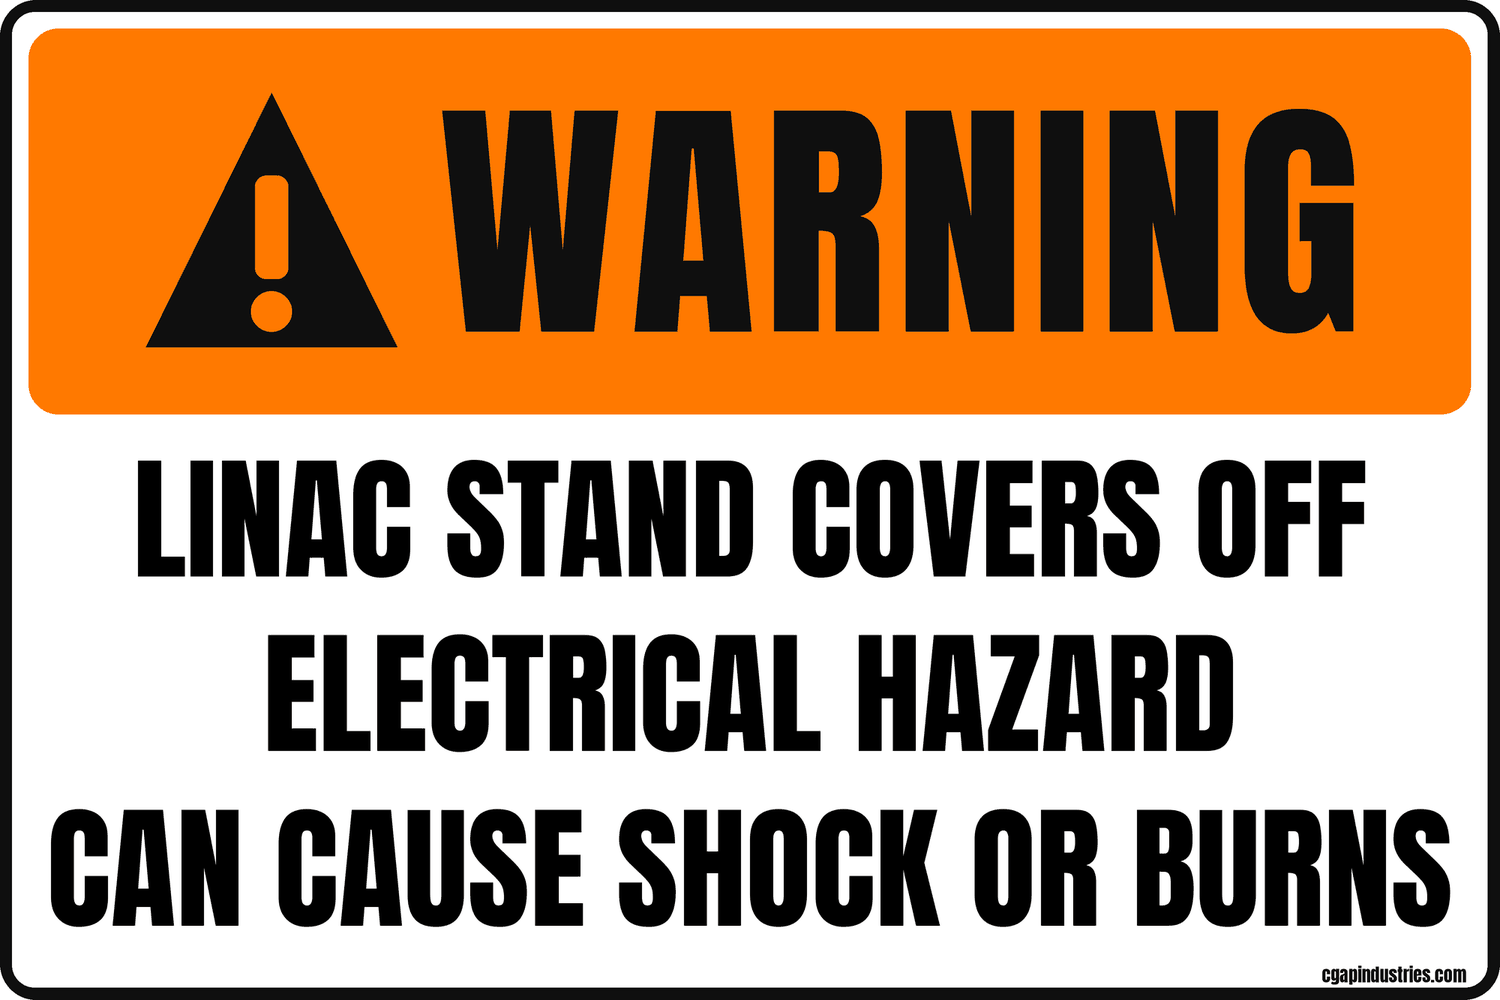 WARNING
LINAC STAND COVERS OFF
ELECTRICAL HAZARD
CAN CAUSE SHOCK OR BURNS
cgapindustries.com